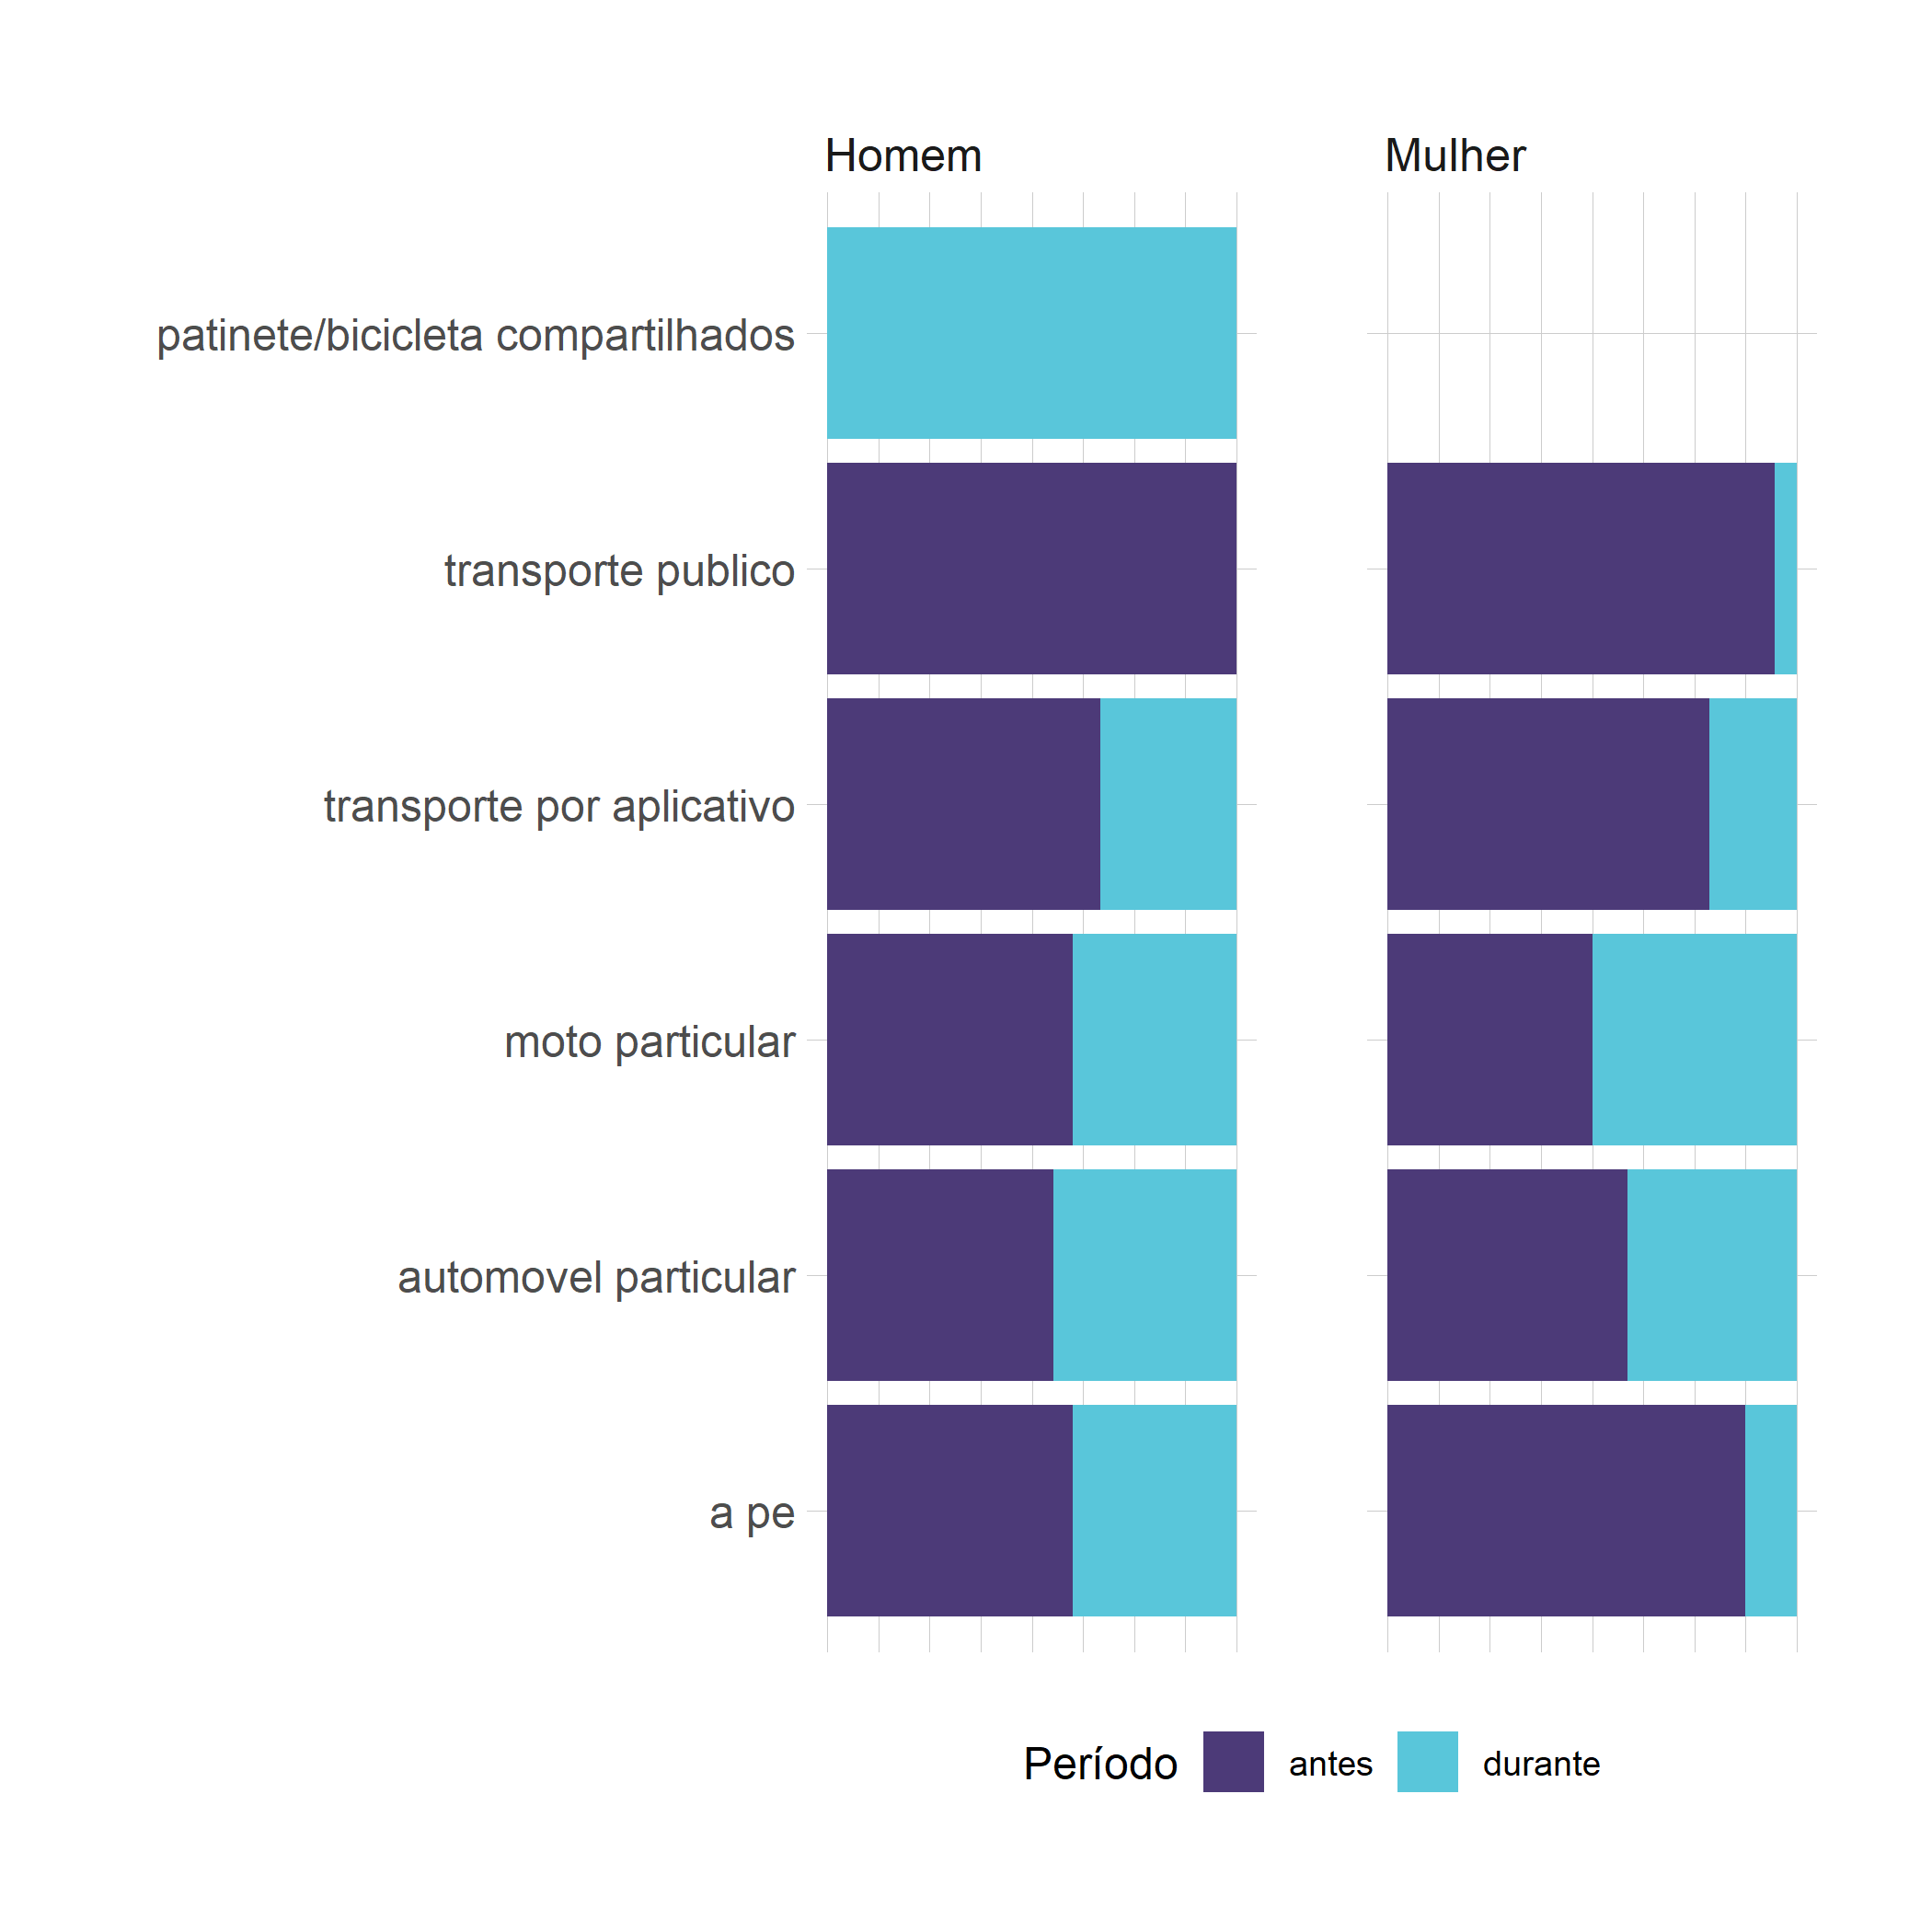 Homem
Mulher
patinete/bicicleta compartilhados
transporte publico
transporte por aplicativo
moto particular
automovel particular
a pe
Período antes durante